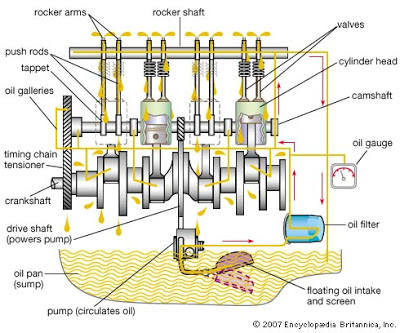 rocker arms
rocker shaft
valves
push rods
tappet
cylinder head
oil galleries
camshaft
timing chain
tensioner
oil gauge
crankshaft
drive shaft
(powers pump)
oil filter
oil pan
(sump)
floating oil intake
and screen
pump (circulates oil)
© 2007 Encyclopædia Britannica, Inc.